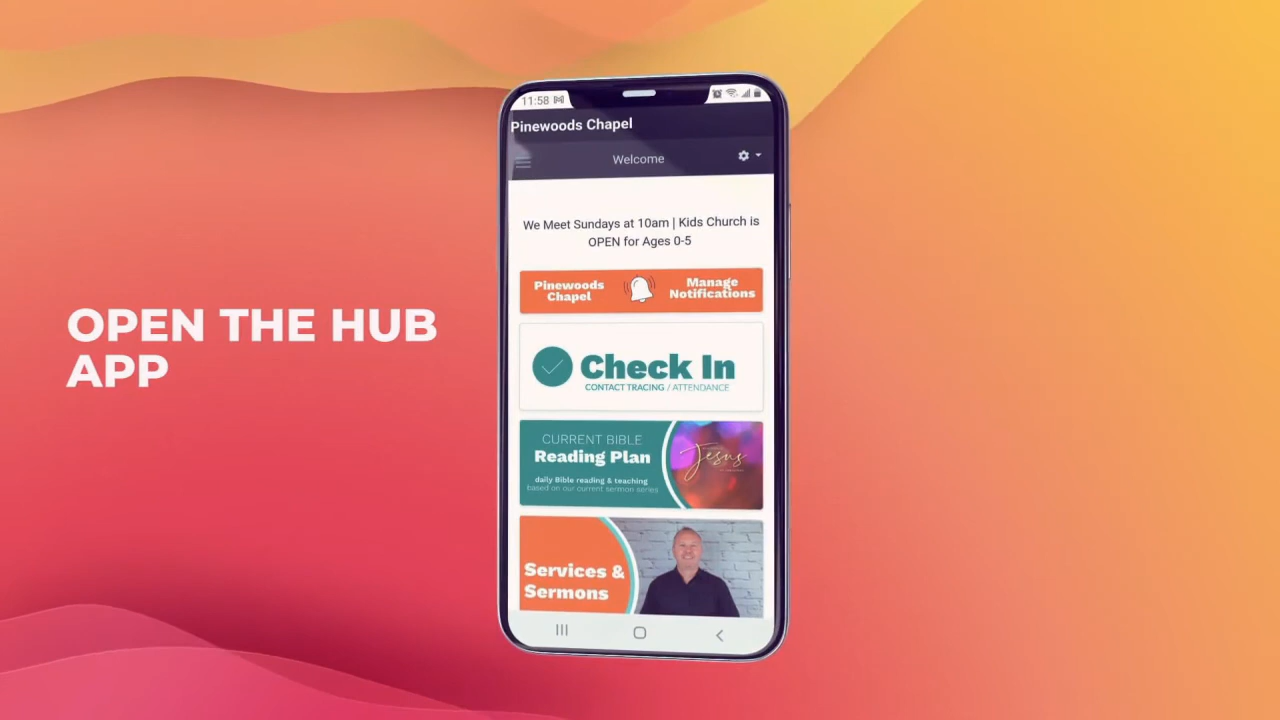 OPEN THE HUB
APP
11:58
Pinewoods Chapel
Welcome
We Meet Sundays at 10am | Kids Church is
OPEN for Ages 0-5
Pinewoods
Chapel
Manage
Notifications
Check In
CONTACT TRACING / ATTENDANCE
CURRENT BIBLE
Reading Plan
daily Bible reading & teaching
based on our current sermon series
Jesus
Services &
Sermons